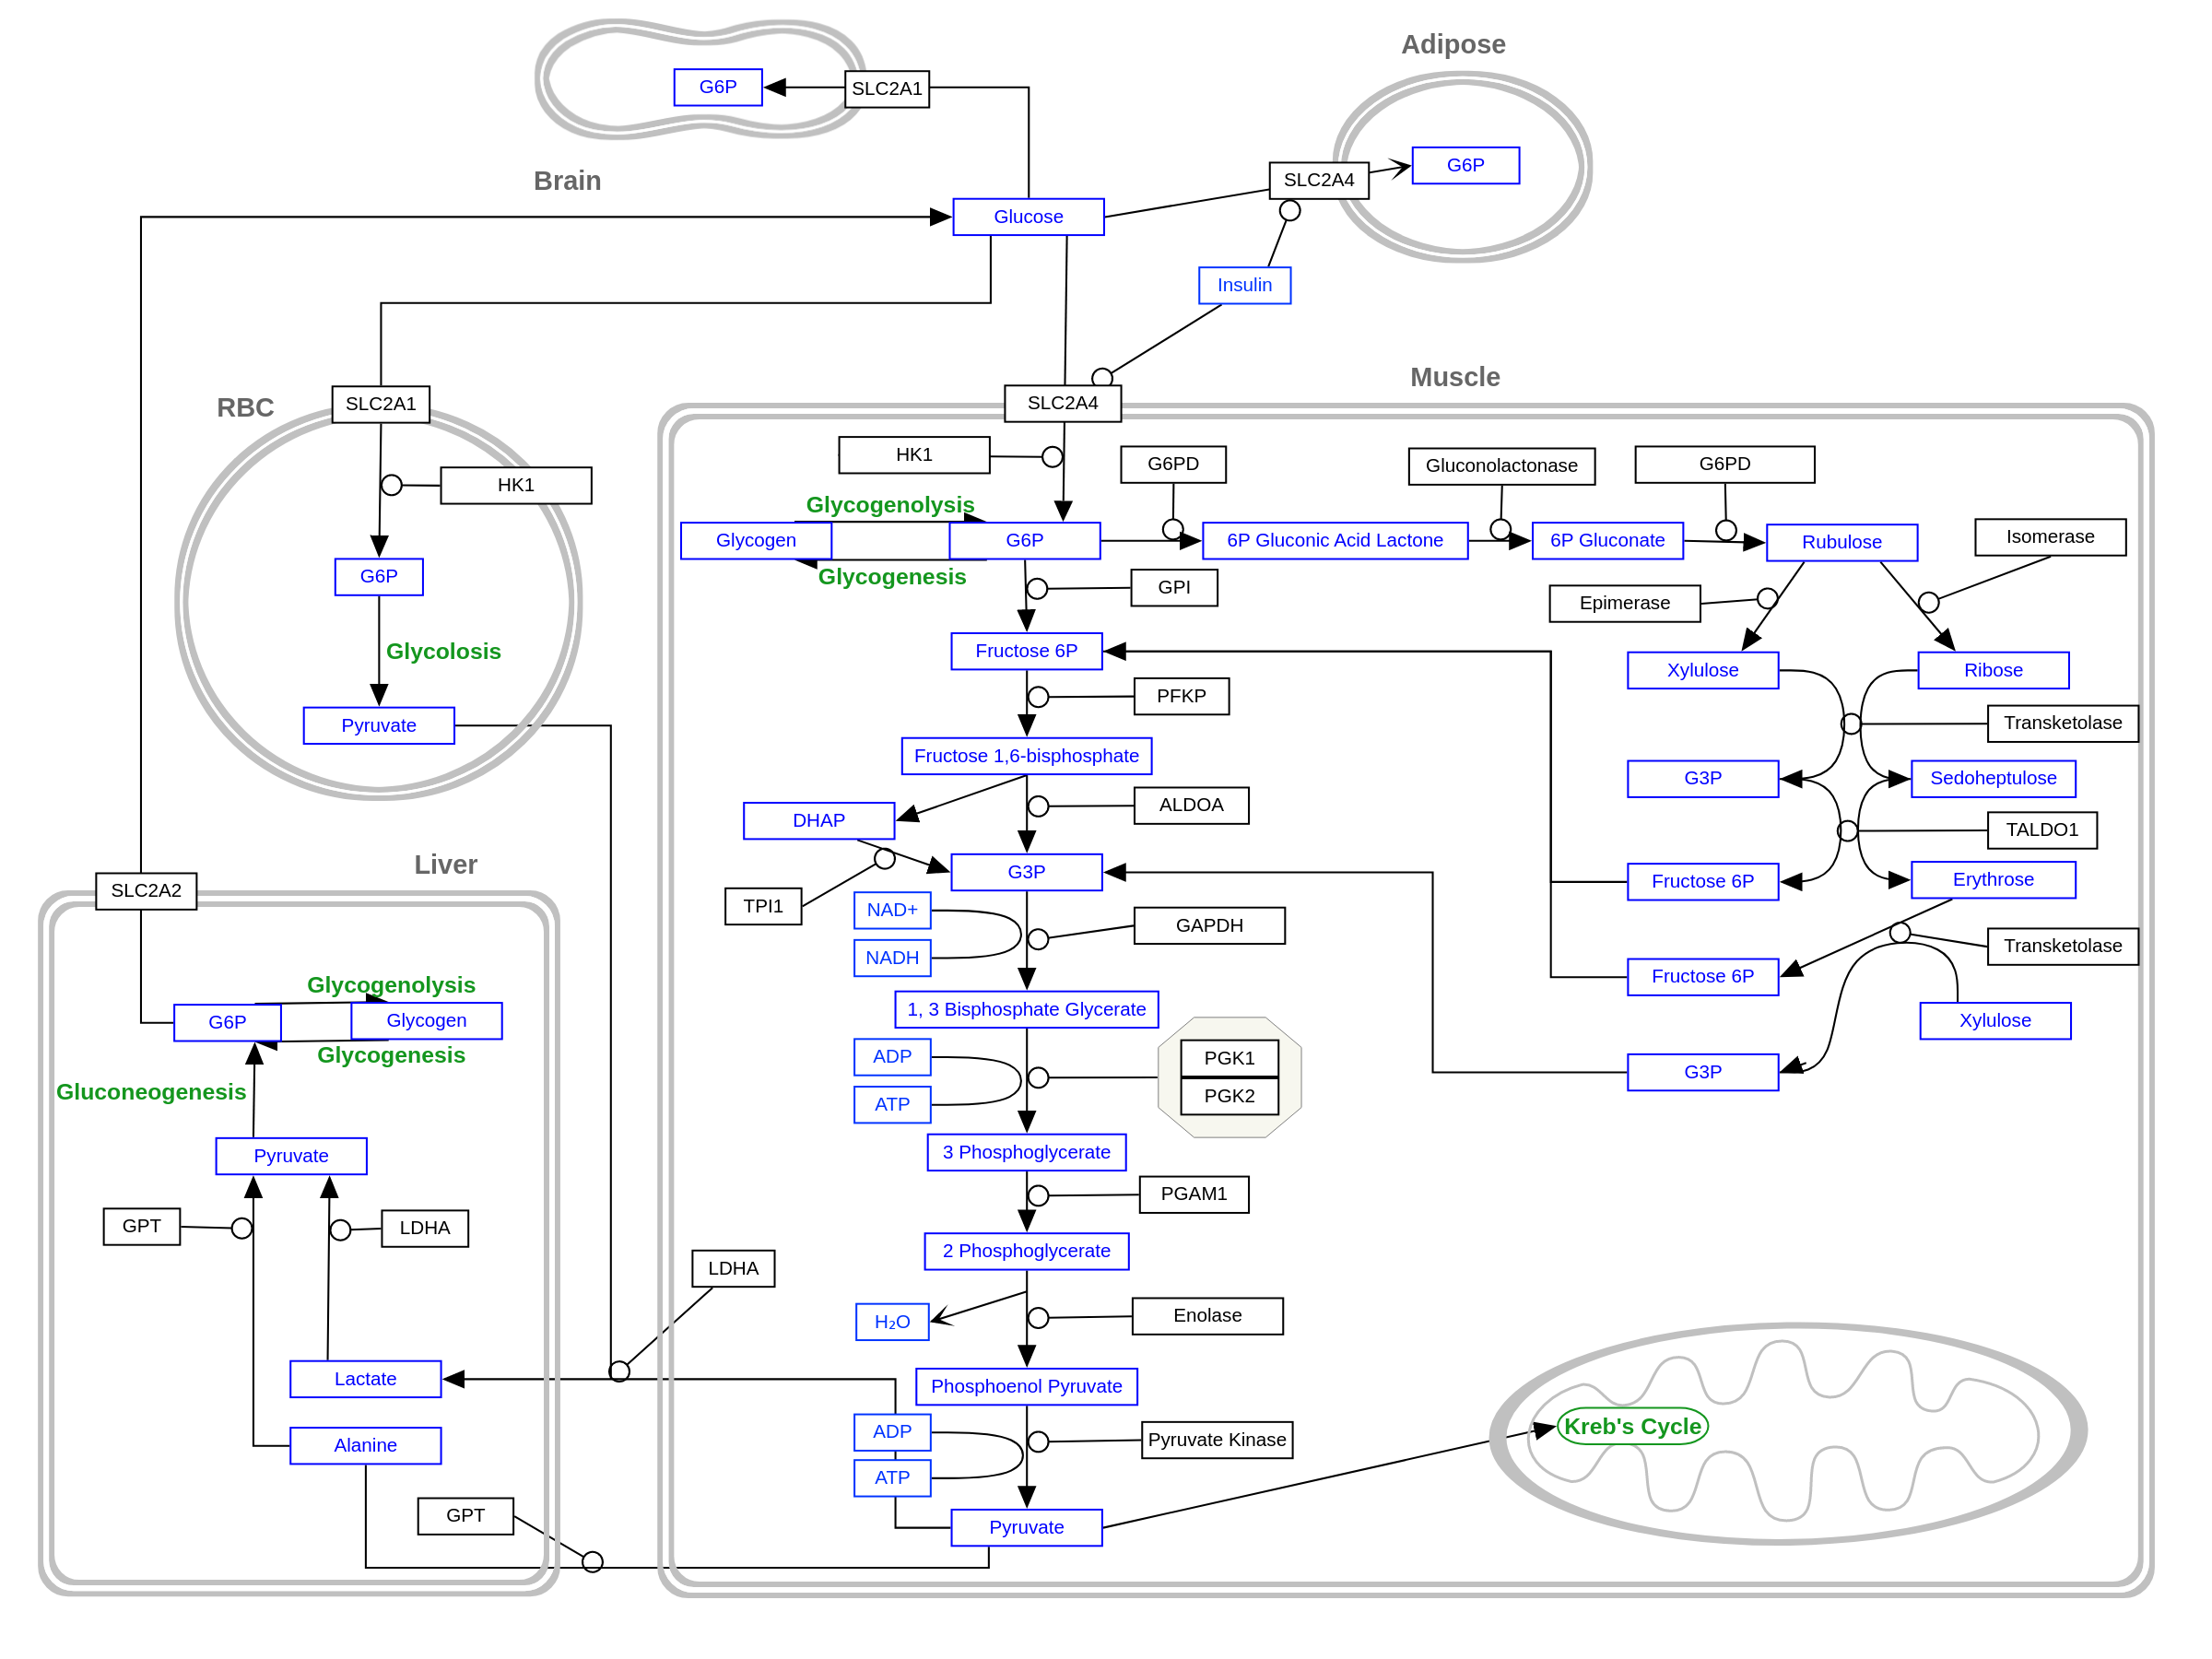 Adipose
G6P
SLC2A1
G6P
SLC2A4
Brain
Glucose
Insulin
Muscle
RBC
SLC2A1
SLC2A4
HK1
G6PD
Gluconolactonase
G6PD
HK1
Glycogenolysis
Glycogen
G6P
6P Gluconic Acid Lactone
6P Gluconate
Rubulose
Isomerase
Glycogenesis
G6P
GPI
Epimerase
Glycolosis
Fructose 6P
Xylulose
Ribose
PFKP
Pyruvate
Transketolase
Fructose 1,6-bisphosphate
G3P
Sedoheptulose
DHAP
ALDOA
TALDO1
Liver
G3P
Fructose 6P
Erythrose
SLC2A2
TPI1
NAD+
GAPDH
NADH
Transketolase
Fructose 6P
Glycogenolysis
G6P
Glycogen
1, 3 Bisphosphate Glycerate
Xylulose
Glycogenesis
ADP
PGK1
G3P
Gluconeogenesis
ATP
PGK2
Pyruvate
3 Phosphoglycerate
PGAM1
GPT
LDHA
2 Phosphoglycerate
LDHA
H₂O
Enolase
Lactate
Phosphoenol Pyruvate
ADP
Kreb's Cycle
Alanine
Pyruvate Kinase
ATP
GPT
Pyruvate